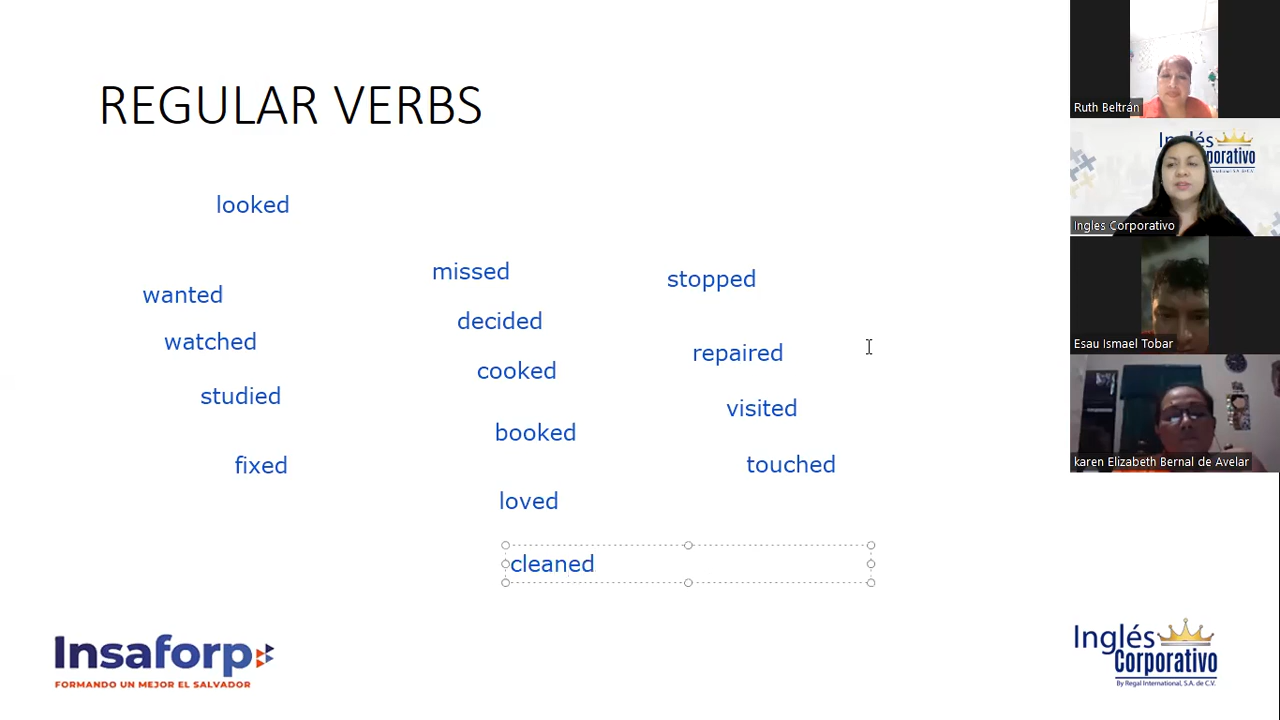 REGULAR VERBS
looked
wanted
watched
studied
fixed
missed
decided
cooked
booked
loved
cleaned
stopped
repaired
visited
touched
Insaforp
FORMANDO UN MEJOR EL SALVADOR
Inglés
Corporativo
By Regal International, S.A. de C.V.
Ruth Beltrán
Inglés
Corporativo
Ingles Corporativo
Esau Ismael Tobar
karen Elizabeth Bernal de Avelar